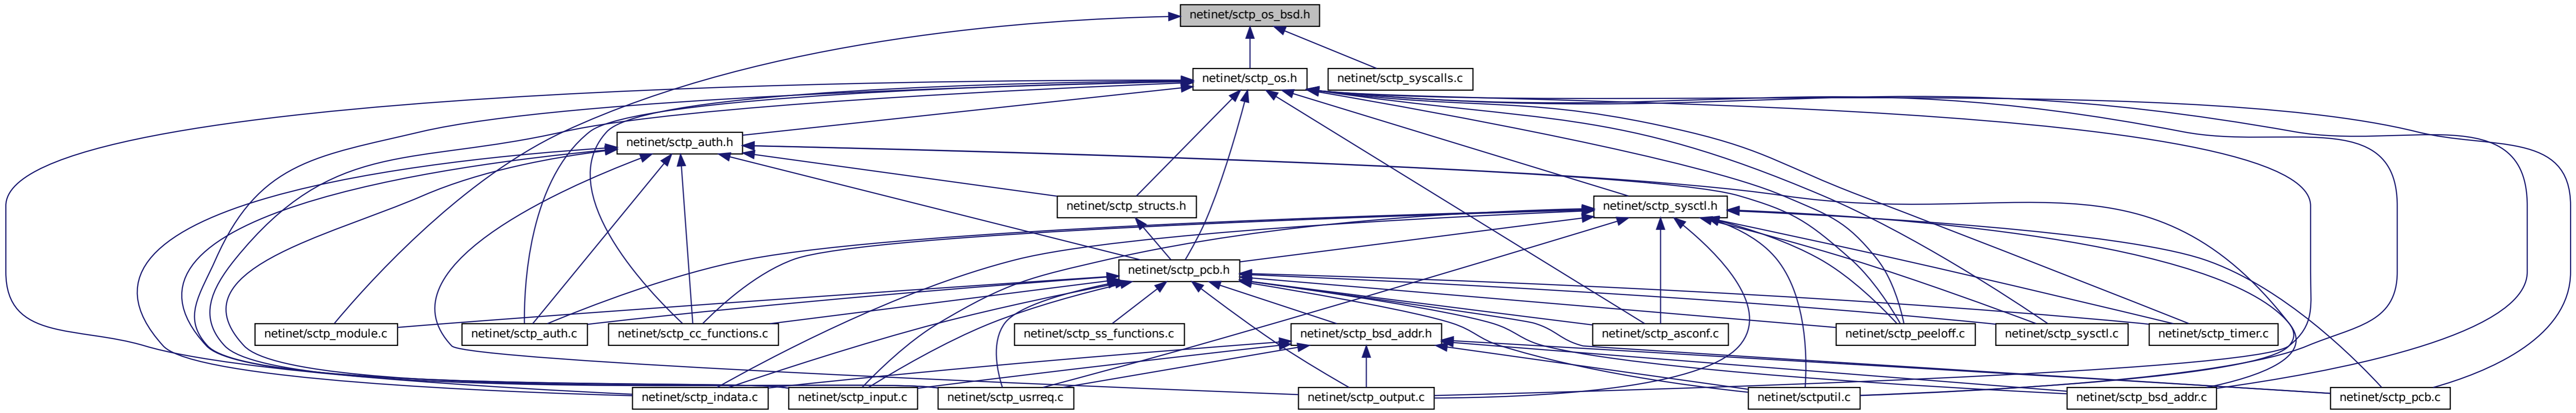 netinet/sctp_os_bsd.h
netinet/sctp_os.h
netinet/sctp_syscalls.c
netinet/sctp_auth.h
netinet/sctp_structs.h
netinet/sctp_sysctl.h
netinet/sctp_pcb.h
netinet/sctp_module.c
netinet/sctp_auth.c
netinet/sctp_cc_functions.c
netinet/sctp_ss_functions.c
netinet/sctp_bsd_addr.h
netinet/sctp_asconf.c
netinet/sctp_peeloff.c
netinet/sctp_sysctl.c
netinet/sctp_timer.c
netinet/sctp_indata.c
netinet/sctp_input.c
netinet/sctp_usrreq.c
netinet/sctp_output.c
netinet/sctputil.c
netinet/sctp_bsd_addr.c
netinet/sctp_pcb.c